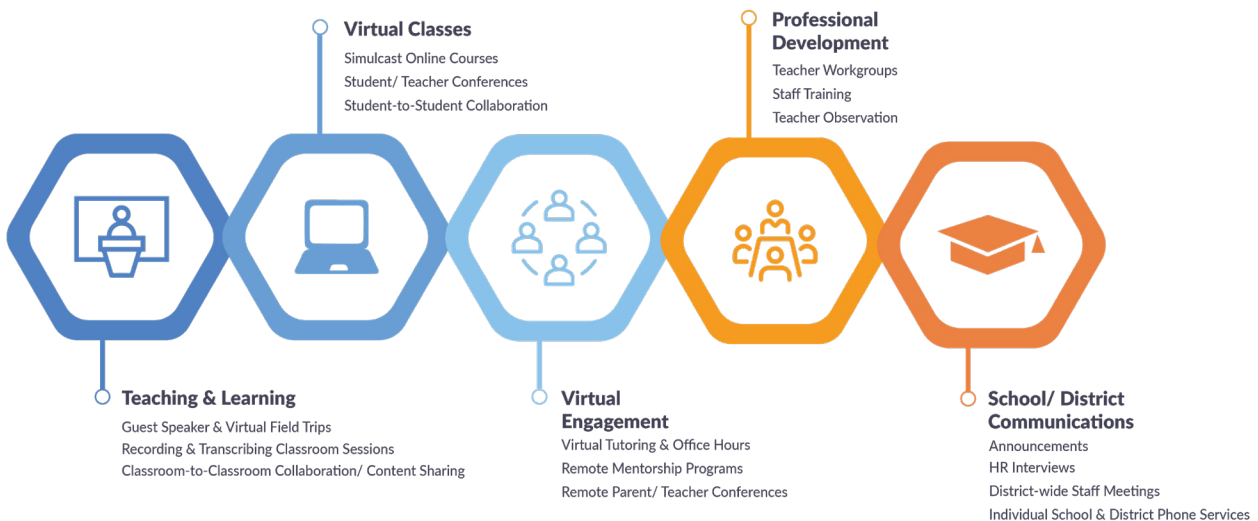 Virtual Classes
Simulcast Online Courses
Student/ Teacher Conferences
Student-to-Student Collaboration
Professional
Development
Teacher Workgroups
Staff Training
Teacher Observation
Teaching & Learning
Guest Speaker & Virtual Field Trips
Recording & Transcribing Classroom Sessions
Classroom-to-Classroom Collaboration/ Content Sharing
Virtual
Engagement
Virtual Tutoring & Office Hours
Remote Mentorship Programs
Remote Parent/ Teacher Conferences
School/ District
Communications
Announcements
HR Interviews
District-wide Staff Meetings
Individual School & District Phone Services